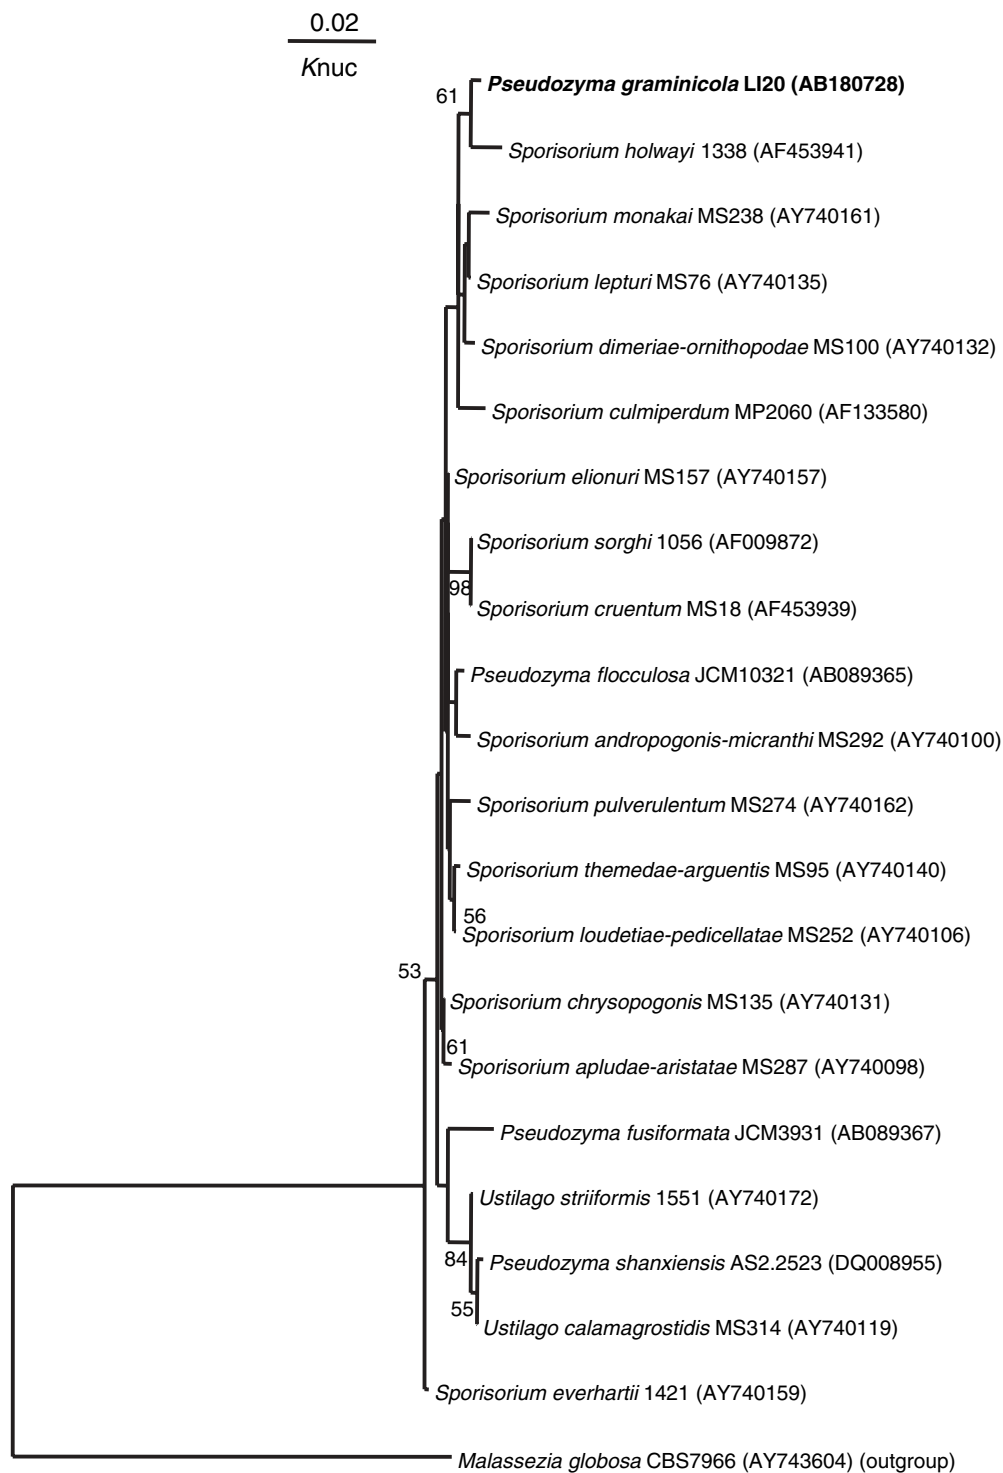 0.02
Knuc
61
Pseudozyma graminicola LI20 (AB180728)
Sporisorium holwayi 1338 (AF453941)
Sporisorium monakai MS238 (AY740161)
Sporisorium lepturi MS76 (AY740135)
Sporisorium dimeriae-ornithopodae MS100 (AY740132)
Sporisorium culmiperdum MP2060 (AF133580)
Sporisorium elionuri MS157 (AY740157)
Sporisorium sorghi 1056 (AF009872)
98
Sporisorium cruentum MS18 (AF453939)
Pseudozyma flocculosa JCM10321 (AB089365)
Sporisorium andropogonis-micranthi MS292 (AY740100)
Sporisorium pulverulentum MS274 (AY740162)
Sporisorium themedae-arguentis MS95 (AY740140)
56
Sporisorium loudetiae-pedicellatae MS252 (AY740106)
53
Sporisorium chrysopogonis MS135 (AY740131)
61
Sporisorium apludae-aristatae MS287 (AY740098)
Pseudozyma fusiformata JCM3931 (AB089367)
Ustilago striiformis 1551 (AY740172)
84
Pseudozyma shanxiensis AS2.2523 (DQ008955)
55
Ustilago calamagrostidis MS314 (AY740119)
Sporisorium everhartii 1421 (AY740159)
Malassezia globosa CBS7966 (AY743604) (outgroup)